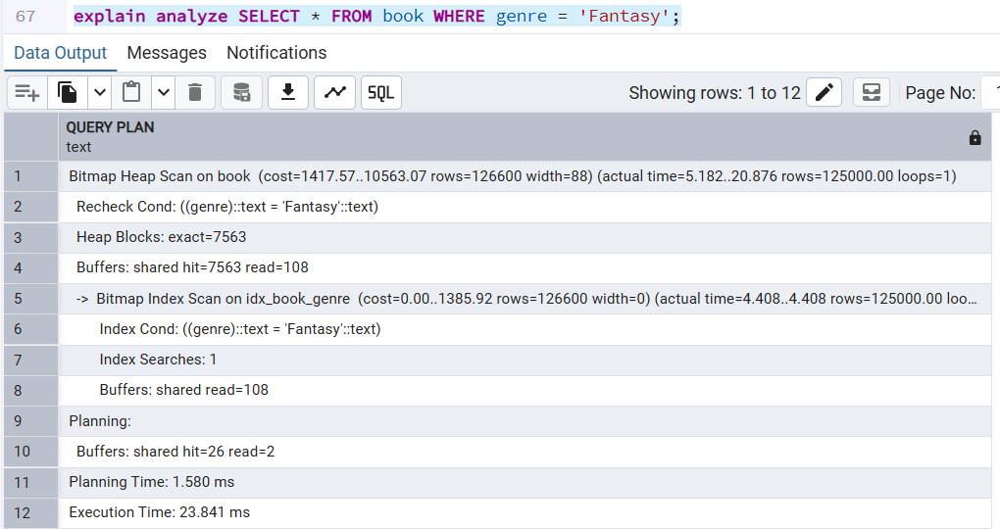 67 explain analyze SELECT * FROM book WHERE genre = 'Fantasy';
Data Output Messages Notifications
SQL Showing rows: 1 to 12 Page No: 1
QUERY PLAN
text
1 Bitmap Heap Scan on book (cost=1417.57..10563.07 rows=126600 width=88) (actual time=5.182..20.876 rows=125000.00 loops=1)
2 Recheck Cond: ((genre)::text = 'Fantasy'::text)
3 Heap Blocks: exact=7563
4 Buffers: shared hit=7563 read=108
5 -> Bitmap Index Scan on idx_book_genre (cost=0.00..1385.92 rows=126600 width=0) (actual time=4.408..4.408 rows=125000.00 loo...
6 Index Cond: ((genre)::text = 'Fantasy'::text)
7 Index Searches: 1
8 Buffers: shared read=108
9 Planning:
10 Buffers: shared hit=26 read=2
11 Planning Time: 1.580 ms
12 Execution Time: 23.841 ms